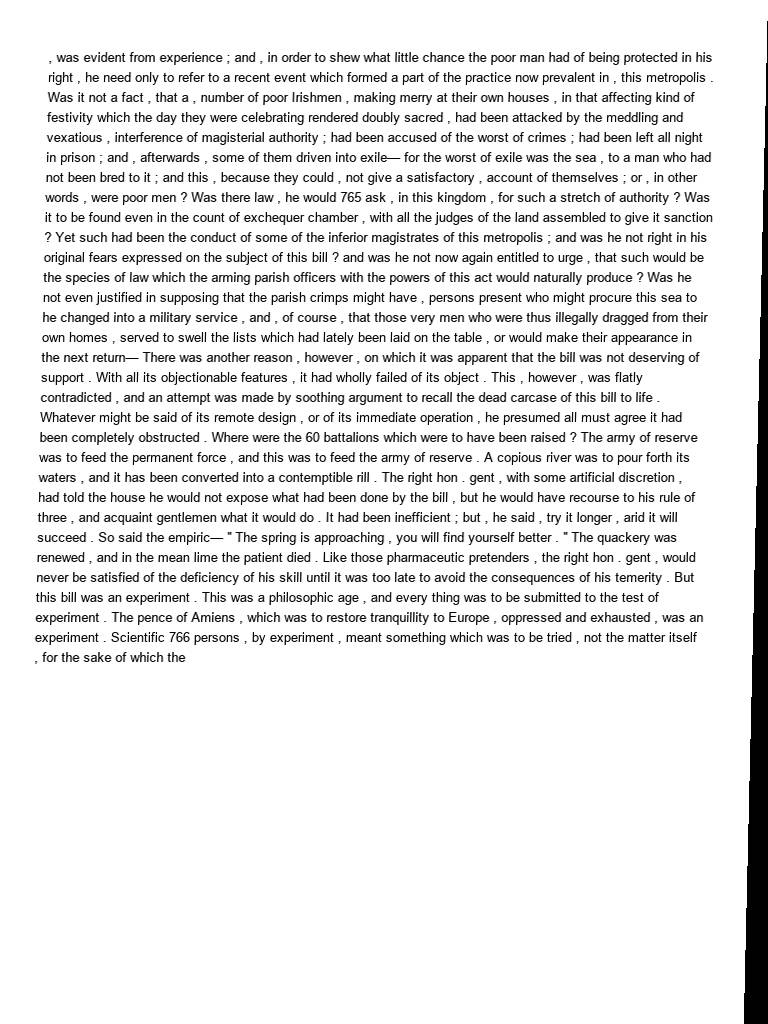 , was evident from experience ; and , in order to shew what little chance the poor man had of being protected in his
right , he need only to refer to a recent event which formed a part of the practice now prevalent in , this metropolis .
Was it not a fact , that a , number of poor Irishmen , making merry at their own houses , in that affecting kind of
festivity which the day they were celebrating rendered doubly sacred , had been attacked by the meddling and
vexatious , interference of magisterial authority ; had been accused of the worst of crimes ; had been left all night
in prison ; and , afterwards , some of them driven into exile— for the worst of exile was the sea , to a man who had
not been bred to it ; and this , because they could , not give a satisfactory , account of themselves ; or , in other
words , were poor men ? Was there law , he would 765 ask , in this kingdom , for such a stretch of authority ? Was
it to be found even in the count of exchequer chamber , with all the judges of the land assembled to give it sanction
? Yet such had been the conduct of some of the inferior magistrates of this metropolis ; and was he not right in his
original fears expressed on the subject of this bill ? and was he not now again entitled to urge , that such would be
the species of law which the arming parish officers with the powers of this act would naturally produce ? Was he
not even justified in supposing that the parish crimps might have , persons present who might procure this sea to
he changed into a military service , and , of course , that those very men who were thus illegally dragged from their
own homes , served to swell the lists which had lately been laid on the table , or would make their appearance in
the next return— There was another reason , however , on which it was apparent that the bill was not deserving of
support . With all its objectionable features , it had wholly failed of its object . This , however , was flatly
contradicted , and an attempt was made by soothing argument to recall the dead carcase of this bill to life .
Whatever might be said of its remote design , or of its immediate operation , he presumed all must agree it had
been completely obstructed . Where were the 60 battalions which were to have been raised ? The army of reserve
was to feed the permanent force , and this was to feed the army of reserve . A copious river was to pour forth its
waters , and it has been converted into a contemptible rill . The right hon . gent , with some artificial discretion ,
had told the house he would not expose what had been done by the bill , but he would have recourse to his rule of
three , and acquaint gentlemen what it would do . It had been inefficient ; but , he said , try it longer , arid it will
succeed . So said the empiric— " The spring is approaching , you will find yourself better . " The quackery was
renewed , and in the mean lime the patient died . Like those pharmaceutic pretenders , the right hon . gent , would
never be satisfied of the deficiency of his skill until it was too late to avoid the consequences of his temerity . But
this bill was an experiment . This was a philosophic age , and every thing was to be submitted to the test of
experiment . The pence of Amiens , which was to restore tranquillity to Europe , oppressed and exhausted , was an
experiment . Scientific 766 persons , by experiment , meant something which was to be tried , not the matter itself
, for the sake of which the